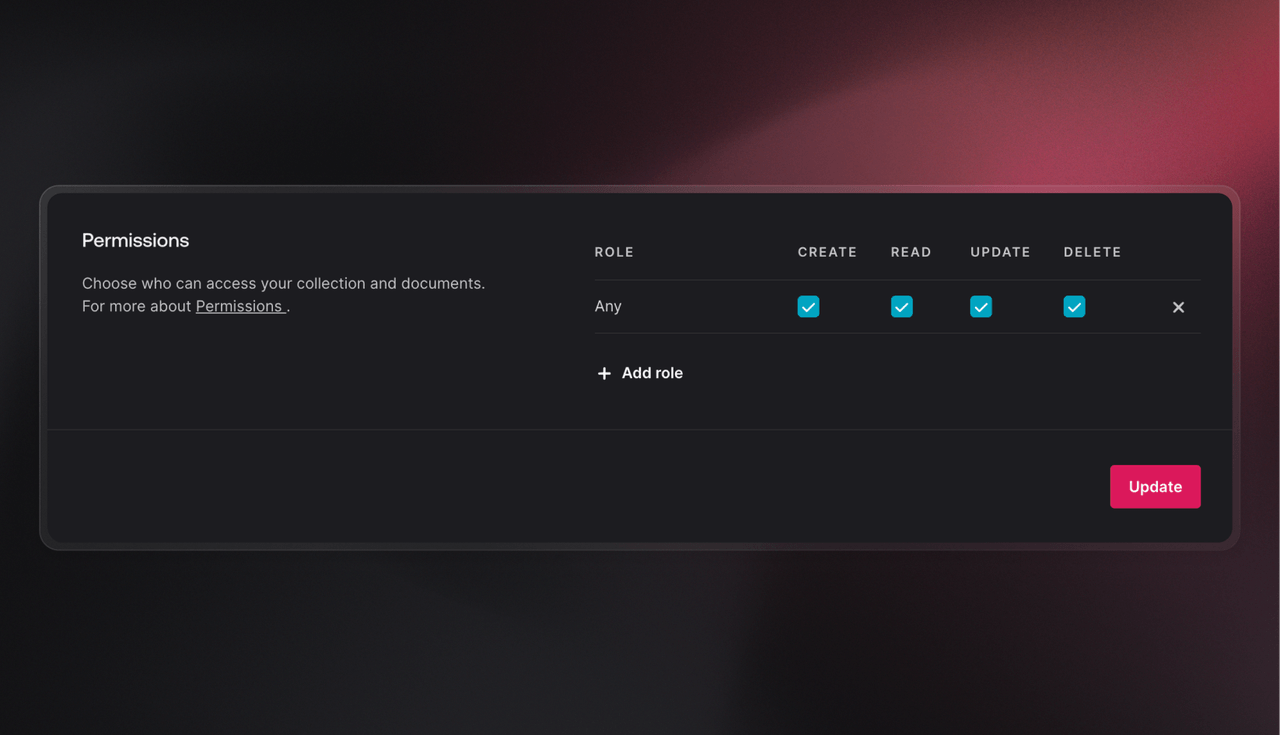 Permissions
Choose who can access your collection and documents.
For more about Permissions .
ROLE CREATE READ UPDATE DELETE
Any
Add role
Update